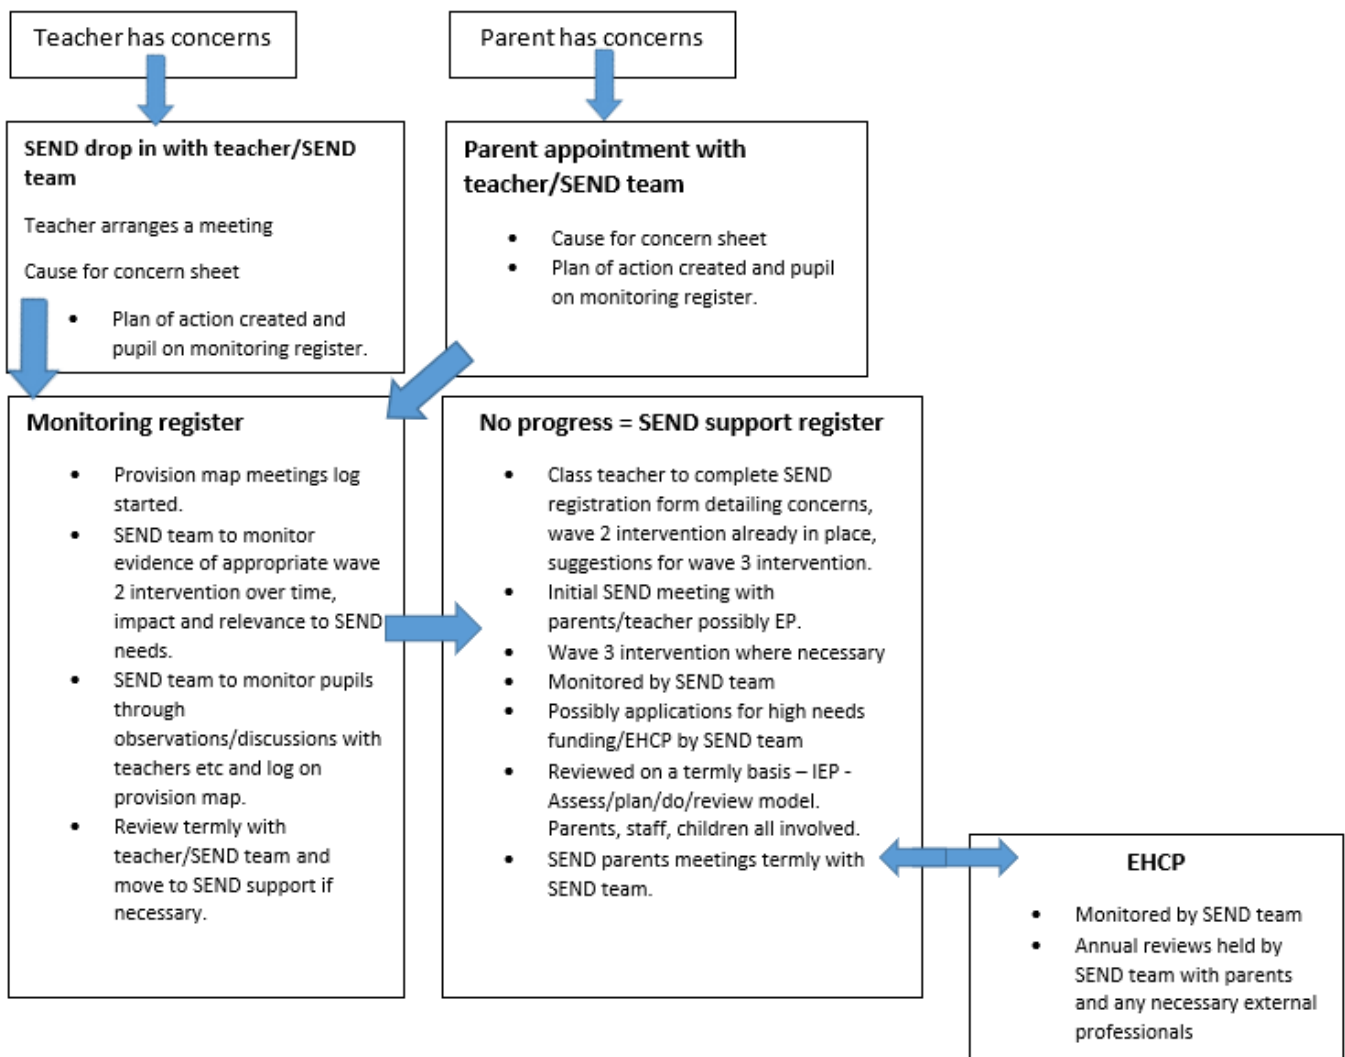 Teacher has concerns
Parent has concerns
SEND drop in with teacher/SEND
team
Teacher arranges a meeting
Cause for concern sheet
• Plan of action created and
pupil on monitoring register.
Parent appointment with
teacher/SEND team
• Cause for concern sheet
• Plan of action created and pupil
on monitoring register.
Monitoring register
• Provision map meetings log
started.
• SEND team to monitor
evidence of appropriate wave
2 intervention over time,
impact and relevance to SEND
needs.
• SEND team to monitor pupils
through
observations/discussions with
teachers etc and log on
provision map.
• Review termly with
teacher/SEND team and
move to SEND support if
necessary.
No progress = SEND support register
• Class teacher to complete SEND
registration form detailing concerns,
wave 2 intervention already in place,
suggestions for wave 3 intervention.
• Initial SEND meeting with
parents/teacher possibly EP.
• Wave 3 intervention where necessary
• Monitored by SEND team
• Possibly applications for high needs
funding/EHCP by SEND team
• Reviewed on a termly basis – IEP -
Assess/plan/do/review model.
Parents, staff, children all involved.
• SEND parents meetings termly with
SEND team.
EHCP
• Monitored by SEND team
• Annual reviews held by
SEND team with parents
and any necessary external
professionals